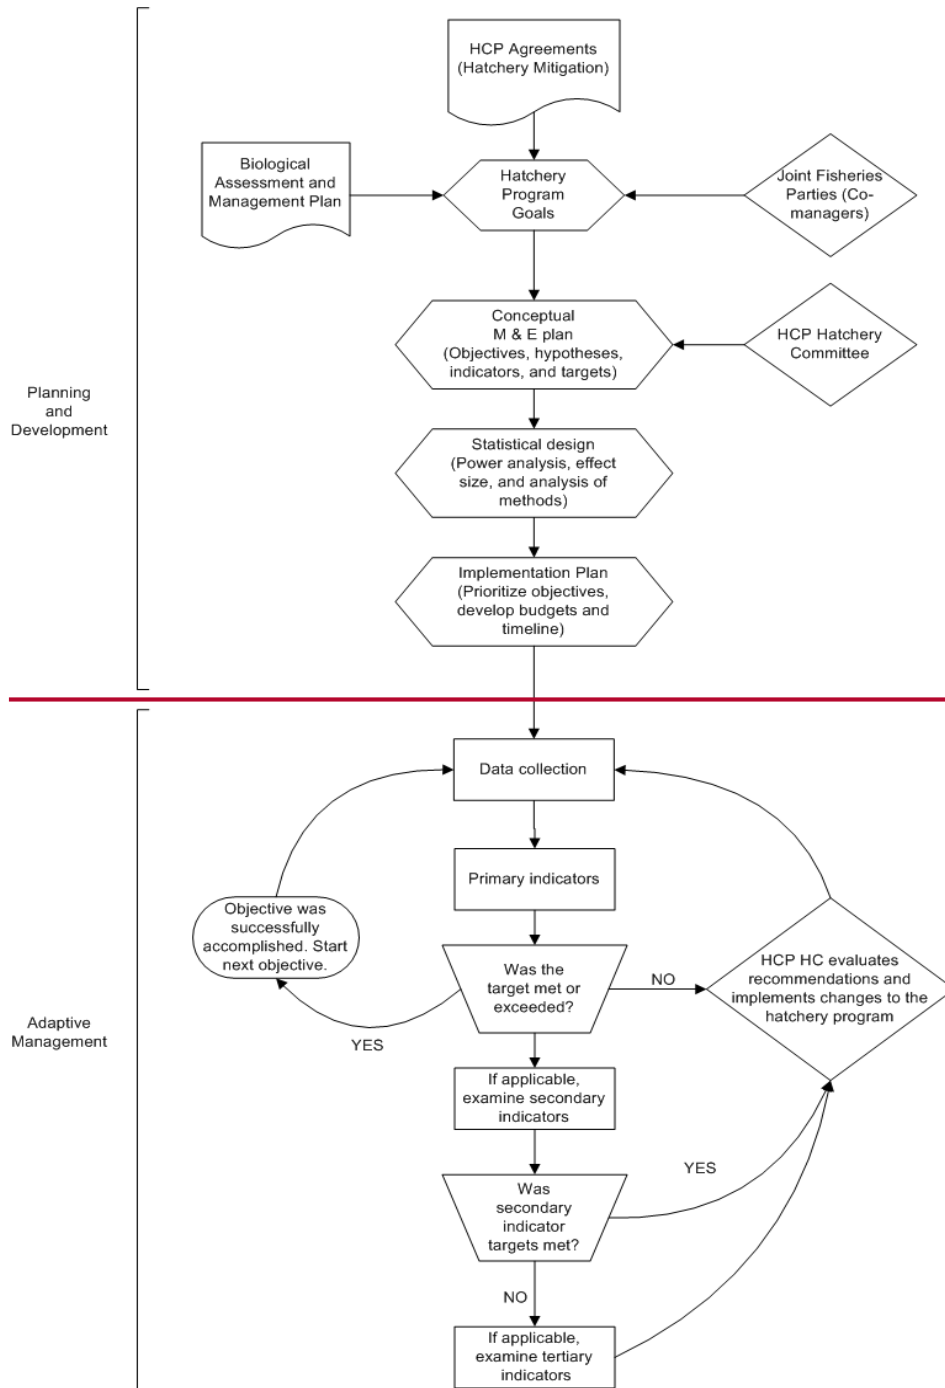 HCP Agreements
(Hatchery Mitigation)
Biological
Assessment and
Management Plan
Hatchery
Program
Goals
Joint Fisheries
Parties (Co-
managers)
Conceptual
M & E plan
(Objectives, hypotheses,
indicators, and targets)
HCP Hatchery
Committee
Planning
and
Development
Statistical design
(Power analysis, effect
size, and analysis of
methods)
Implementation Plan
(Prioritize objectives,
develop budgets and
timeline)
Data collection
Primary indicators
Objective was
successfully
accomplished. Start
next objective.
Was the
target met or
exceeded?
NO
HCP HC evaluates
recommendations and
implements changes to the
hatchery program
YES
Adaptive
Management
If applicable,
examine secondary
indicators
YES
Was
secondary
indicator
targets met?
NO
If applicable,
examine tertiary
indicators